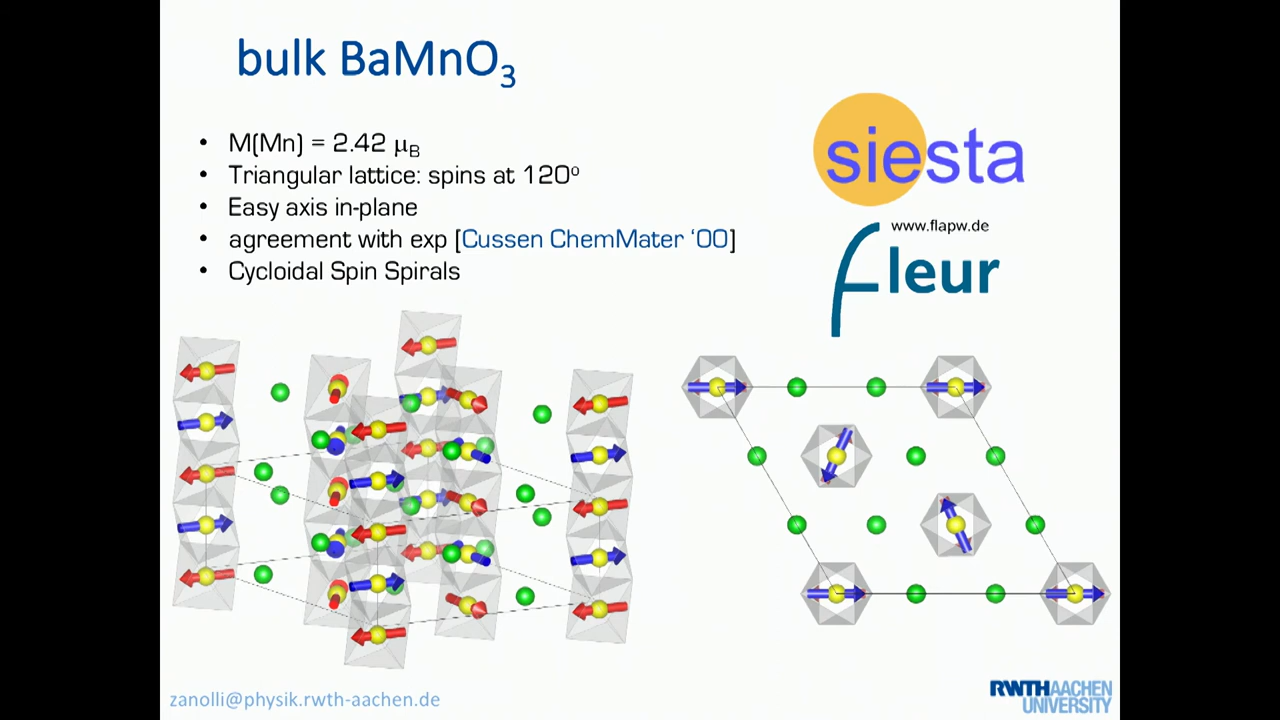 bulk BaMnO₃
• M(Mn) = 2.42 μB
• Triangular lattice: spins at 120º
• Easy axis in-plane
• agreement with exp [Cussen ChemMater ‘00]
• Cycloidal Spin Spirals
siesta
www.flapw.de
fleur
zanolli@physik.rwth-aachen.de
RWTHAACHEN
UNIVERSITY